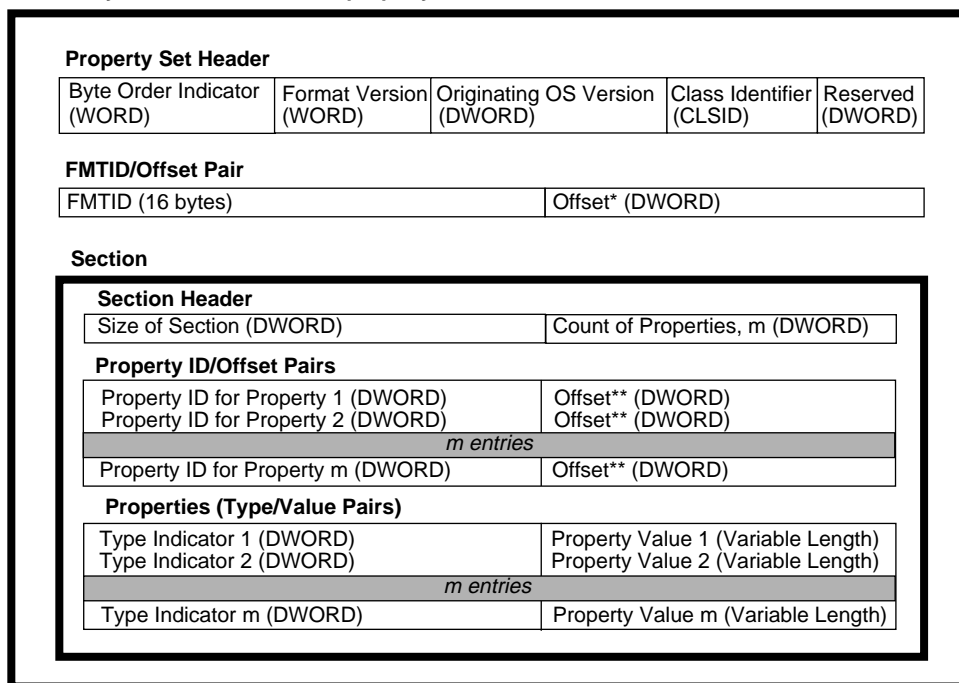 Property Set Header
Byte Order Indicator (WORD)
Format Version (WORD)
Originating OS Version (DWORD)
Class Identifier (CLSID)
Reserved (DWORD)
FMTID/Offset Pair
FMTID (16 bytes) Offset* (DWORD)
Section
Section Header
Size of Section (DWORD) Count of Properties, m (DWORD)
Property ID/Offset Pairs
Property ID for Property 1 (DWORD) Offset** (DWORD)
Property ID for Property 2 (DWORD) Offset** (DWORD)
m entries
Property ID for Property m (DWORD) Offset** (DWORD)
Properties (Type/Value Pairs)
Type Indicator 1 (DWORD) Property Value 1 (Variable Length)
Type Indicator 2 (DWORD) Property Value 2 (Variable Length)
m entries
Type Indicator m (DWORD) Property Value m (Variable Length)